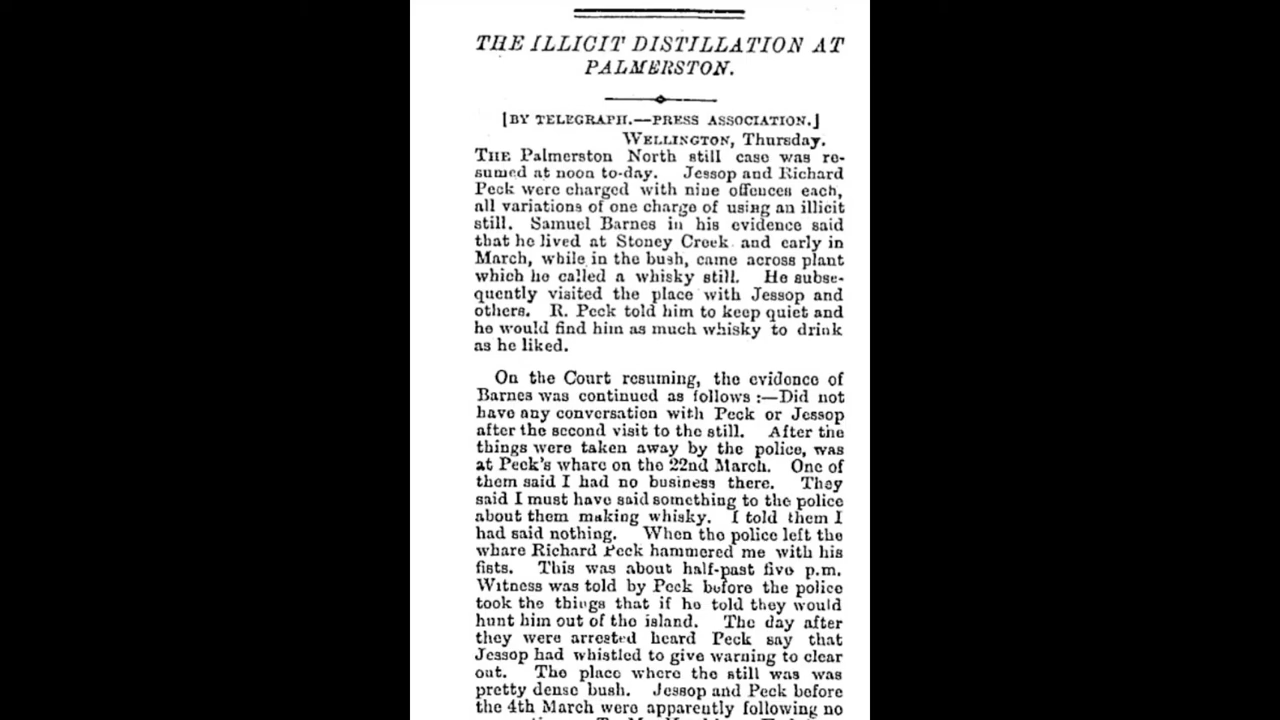 THE ILLICIT DISTILLATION AT
PALMERSTON.
[BY TELEGRAPH.—PRESS ASSOCIATION.]
WELLINGTON, Thursday.
THE Palmerston North still case was re-
sumed at noon to-day. Jessop and Richard
Peck were charged with nine offences each,
all variations of one charge of using an illicit
still. Samuel Barnes in his evidence said
that he lived at Stoney Creek and early in
March, while in the bush, came across plant
which he called a whisky still. He subse-
quently visited the place with Jessop and
others. R. Peck told him to keep quiet and
he would find him as much whisky to drink
as he liked.
On the Court resuming, the evidence of
Barnes was continued as follows :—Did not
have any conversation with Peck or Jessop
after the second visit to the still. After the
things were taken away by the police, was
at Peck's whare on the 22nd March. One of
them said I had no business there. They
said I must have said something to the police
about them making whisky. I told them I
had said nothing. When the police left the
whare Richard Peck hammered me with his
fists. This was about half-past five p.m.
Witness was told by Peck before the police
took the things that if he told they would
hunt him out of the island. The day after
they were arrested heard Peck say that
Jessop had whistled to give warning to clear
out. The place where the still was was
pretty dense bush. Jessop and Peck before
the 4th March were apparently following no